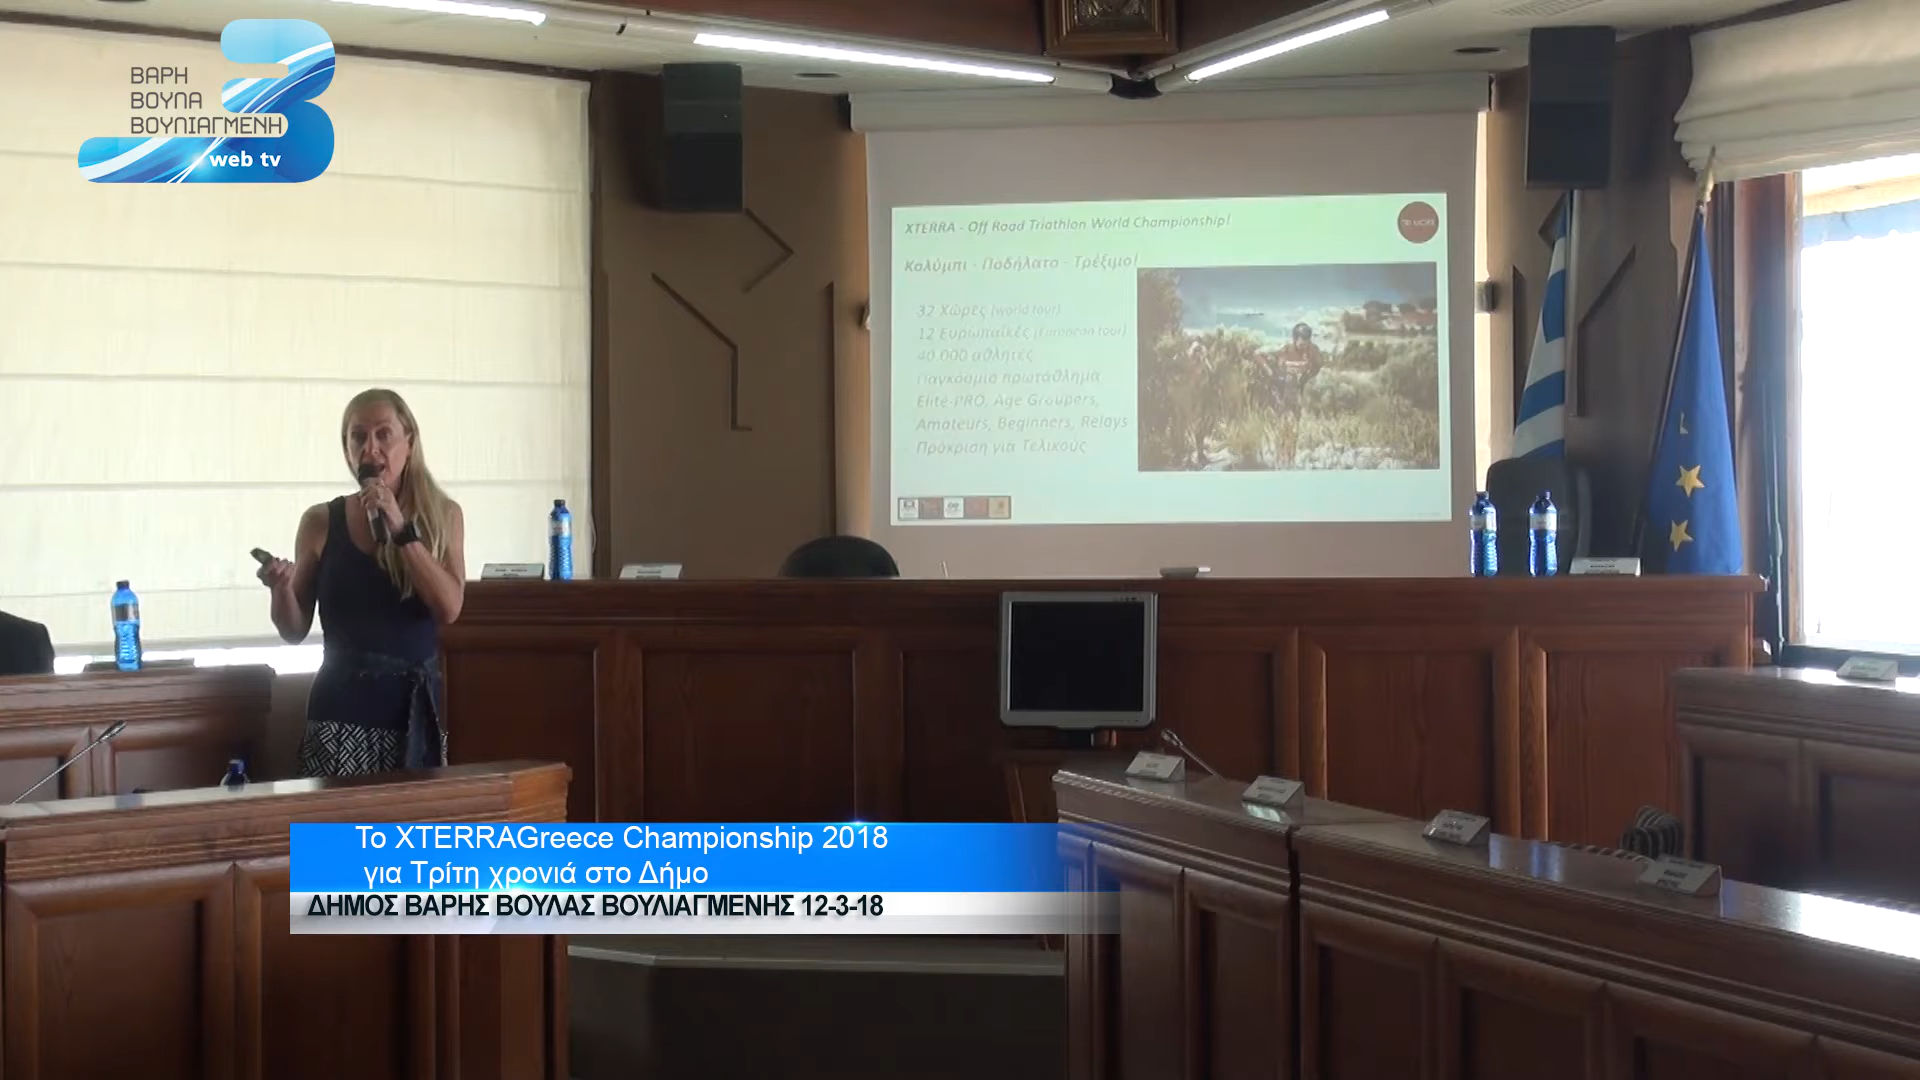 ΒΑΡΗ
ΒΟΥΛΑ
ΒΟΥΛΙΑΓΜΕΝΗ
web tv
XTERRA - Off Road Triathlon World Championship!
Κολύμπι - Ποδήλατο - Τρέξιμο!
32 Χώρες (world tour)
12 Ευρωπαϊκές (European tour)
40.000 αθλητές
Παγκόσμιο πρωτάθλημα
Elite-PRO, Age Groupers,
Amateurs, Beginners, Relays
Πρόκριση για Τελικούς
Το XTERRAGreece Championship 2018
για Τρίτη χρονιά στο Δήμο
ΔΗΜΟΣ ΒΑΡΗΣ ΒΟΥΛΑΣ ΒΟΥΛΙΑΓΜΕΝΗΣ 12-3-18